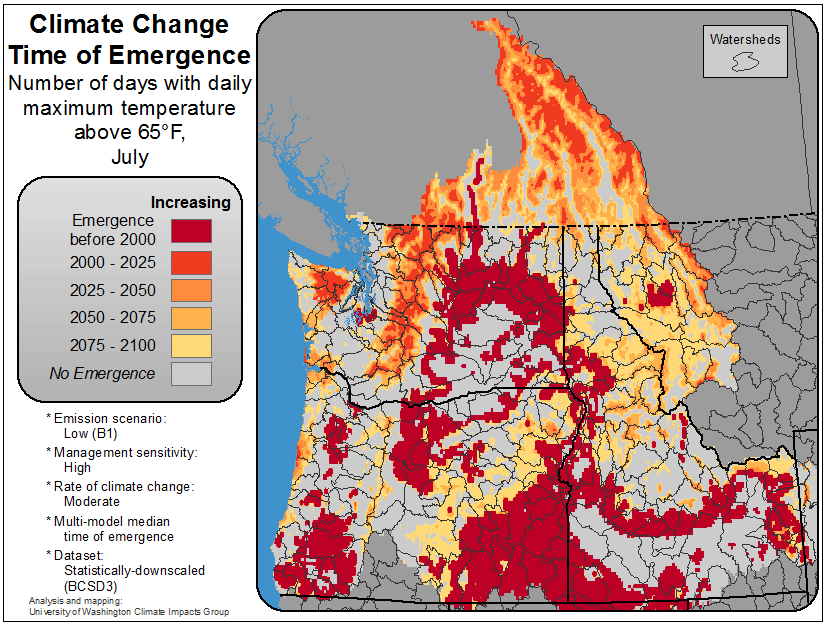 Climate Change
Time of Emergence
Number of days with daily
maximum temperature
above 65°F,
July
Increasing
Emergence
before 2000
2000 - 2025
2025 - 2050
2050 - 2075
2075 - 2100
No Emergence
* Emission scenario:
Low (B1)
* Management sensitivity:
High
* Rate of climate change:
Moderate
* Multi-model median
time of emergence
* Dataset:
Statistically-downscaled
(BCSD3)
Analysis and mapping:
University of Washington Climate Impacts Group
Watersheds